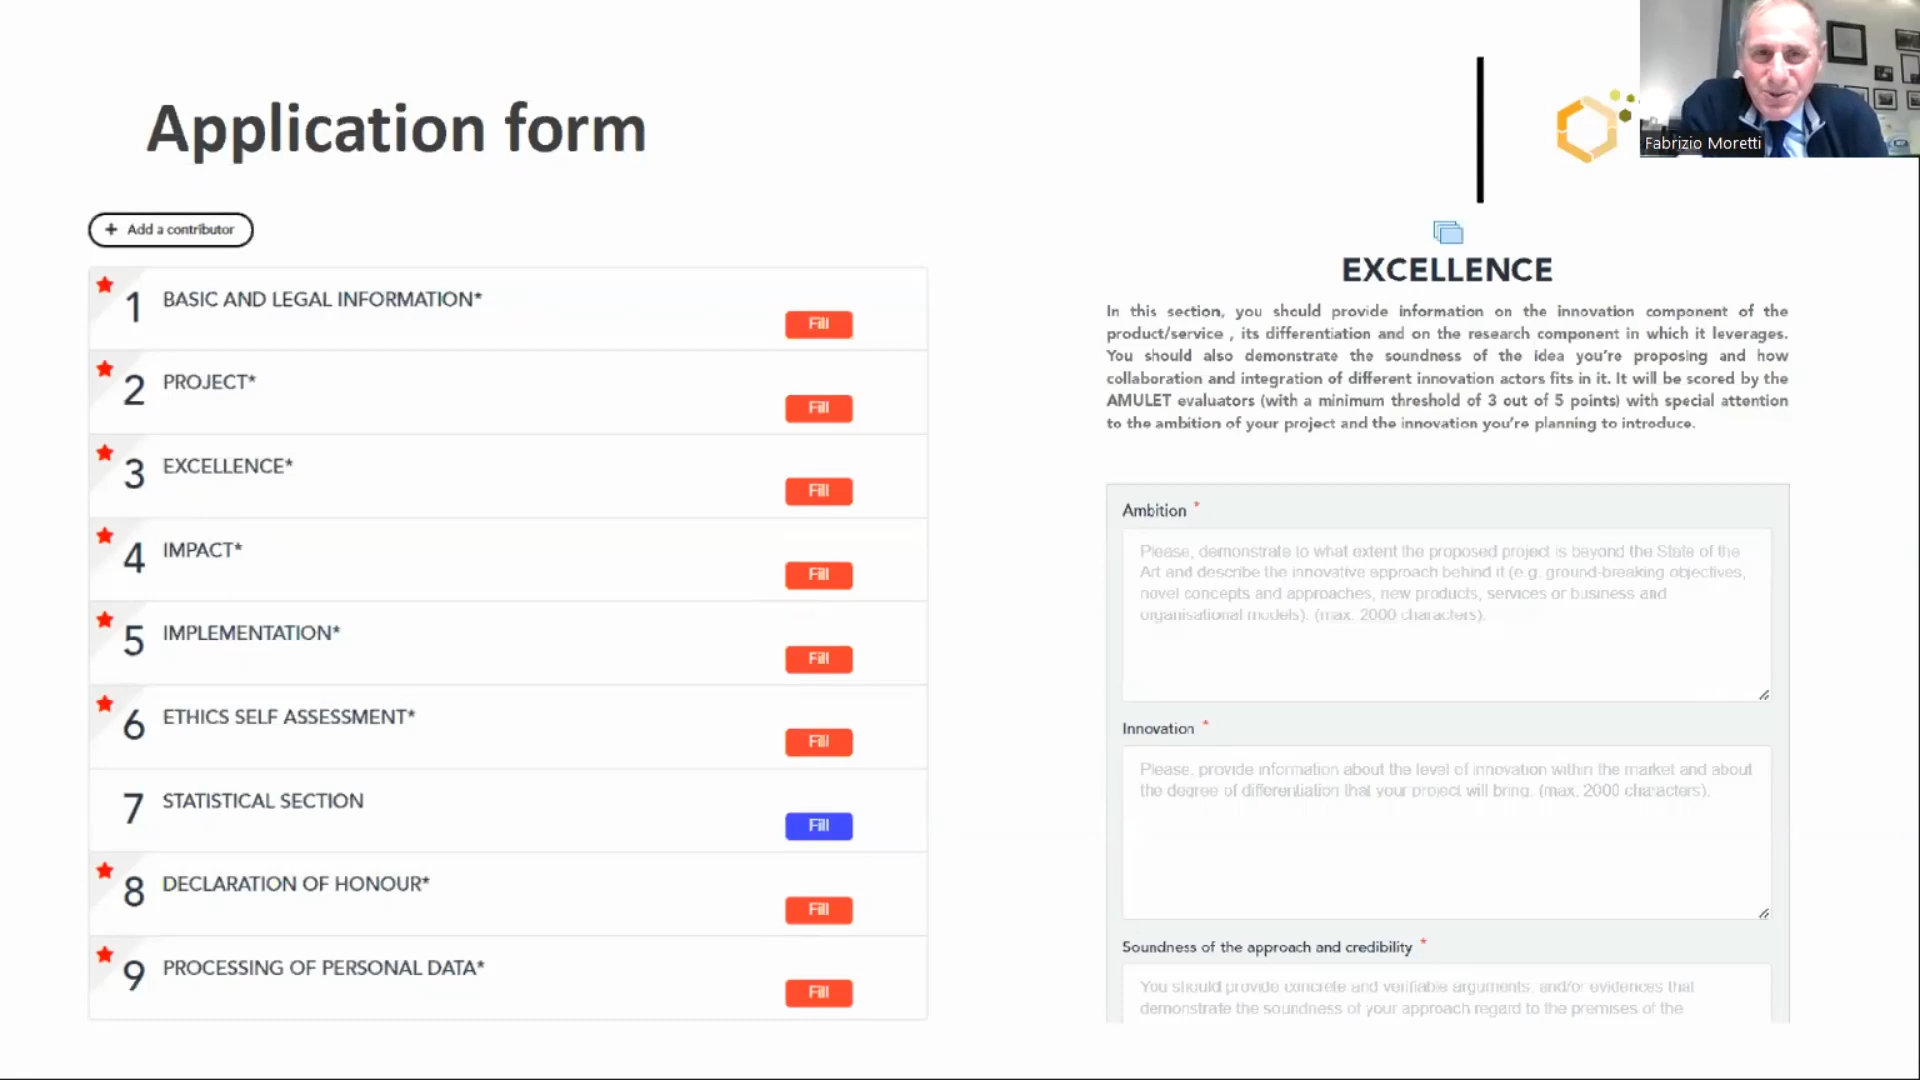 Application form
Fabrizio Moretti
+ Add a contributor
1 BASIC AND LEGAL INFORMATION*
Fill
2 PROJECT*
Fill
3 EXCELLENCE*
Fill
4 IMPACT*
Fill
5 IMPLEMENTATION*
Fill
6 ETHICS SELF ASSESSMENT*
Fill
7 STATISTICAL SECTION
Fill
8 DECLARATION OF HONOUR*
Fill
9 PROCESSING OF PERSONAL DATA*
Fill
EXCELLENCE
In this section, you should provide information on the innovation component of the
product/service , its differentiation and on the research component in which it leverages.
You should also demonstrate the soundness of the idea you're proposing and how
collaboration and integration of different innovation actors fits in it. It will be scored by the
AMULET evaluators (with a minimum threshold of 3 out of 5 points) with special attention
to the ambition of your project and the innovation you're planning to introduce.
Ambition *
Please, demonstrate to what extent the proposed project is beyond the State of the
Art and describe the innovative approach behind it (e.g. ground-breaking objectives,
novel concepts and approaches, new products, services or business and
organisational models). (max. 2000 characters).
Innovation *
Please, provide information about the level of innovation within the market and about
the degree of differentiation that your project will bring. (max. 2000 characters).
Soundness of the approach and credibility *
You should provide concrete and verifiable arguments, and/or evidences that
demonstrate the soundness of your approach regard to the premises of the